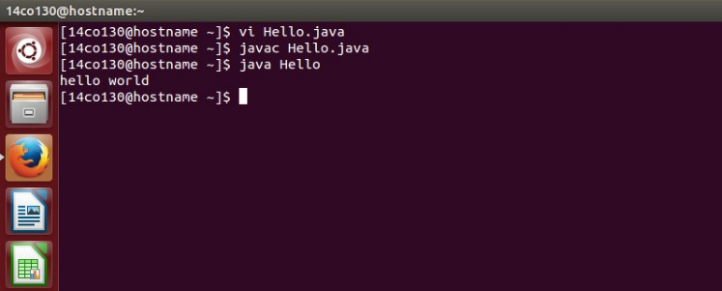 14co130@hostname:~
[14co130@hostname ~]$ vi Hello.java
[14co130@hostname ~]$ javac Hello.java
[14co130@hostname ~]$ java Hello
hello world
[14co130@hostname ~]$